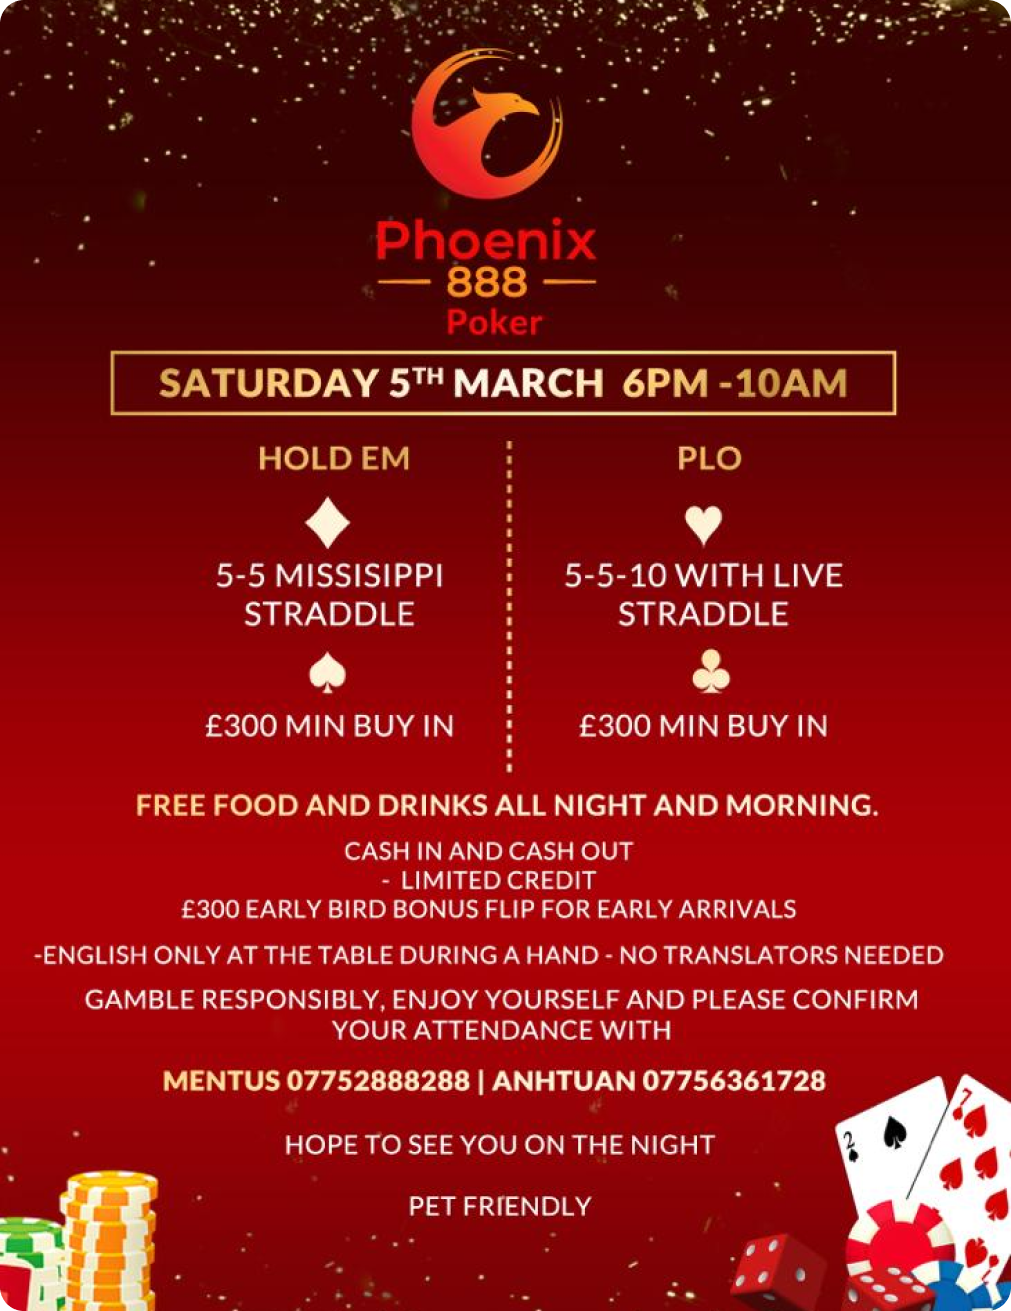 Phoenix
888
Poker
SATURDAY 5TH MARCH 6PM -10AM
HOLD EM
5-5 MISSISIPPI
STRADDLE
£300 MIN BUY IN
PLO
5-5-10 WITH LIVE
STRADDLE
£300 MIN BUY IN
FREE FOOD AND DRINKS ALL NIGHT AND MORNING.
CASH IN AND CASH OUT
- LIMITED CREDIT
£300 EARLY BIRD BONUS FLIP FOR EARLY ARRIVALS
-ENGLISH ONLY AT THE TABLE DURING A HAND - NO TRANSLATORS NEEDED
GAMBLE RESPONSIBLY, ENJOY YOURSELF AND PLEASE CONFIRM
YOUR ATTENDANCE WITH
MENTUS 07752888288 | ANHTUAN 07756361728
HOPE TO SEE YOU ON THE NIGHT
PET FRIENDLY
2
7